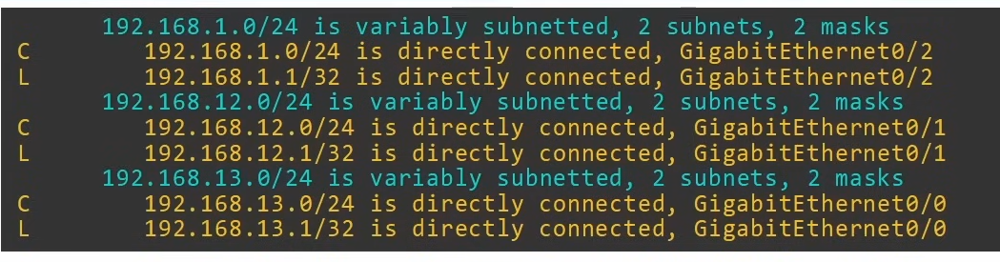 192.168.1.0/24 is variably subnetted, 2 subnets, 2 masks
C 192.168.1.0/24 is directly connected, GigabitEthernet0/2
L 192.168.1.1/32 is directly connected, GigabitEthernet0/2
192.168.12.0/24 is variably subnetted, 2 subnets, 2 masks
C 192.168.12.0/24 is directly connected, GigabitEthernet0/1
L 192.168.12.1/32 is directly connected, GigabitEthernet0/1
192.168.13.0/24 is variably subnetted, 2 subnets, 2 masks
C 192.168.13.0/24 is directly connected, GigabitEthernet0/0
L 192.168.13.1/32 is directly connected, GigabitEthernet0/0